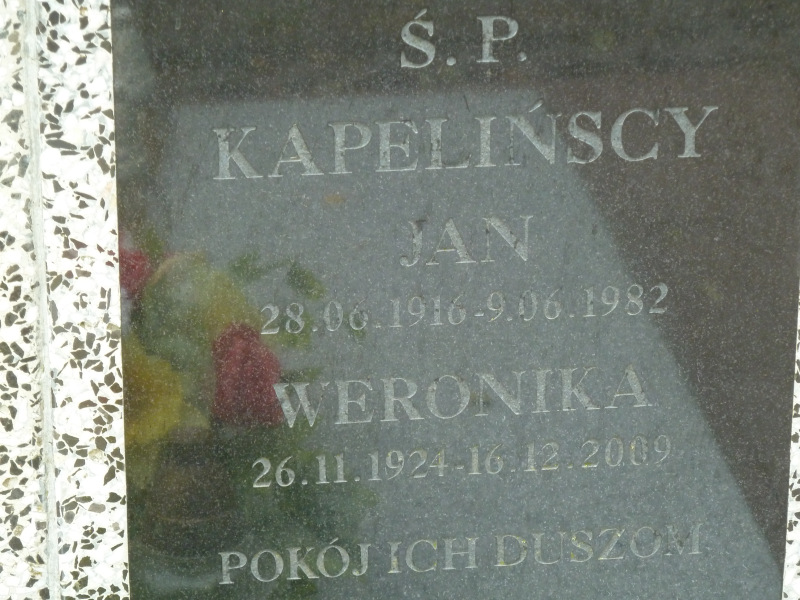 Ś. P.
KAPELIŃSCY
JAN
28.06.1916-9.06.1982
WERONIKA
26.11.1924-16.12.2009
POKÓJ ICH DUSZOM